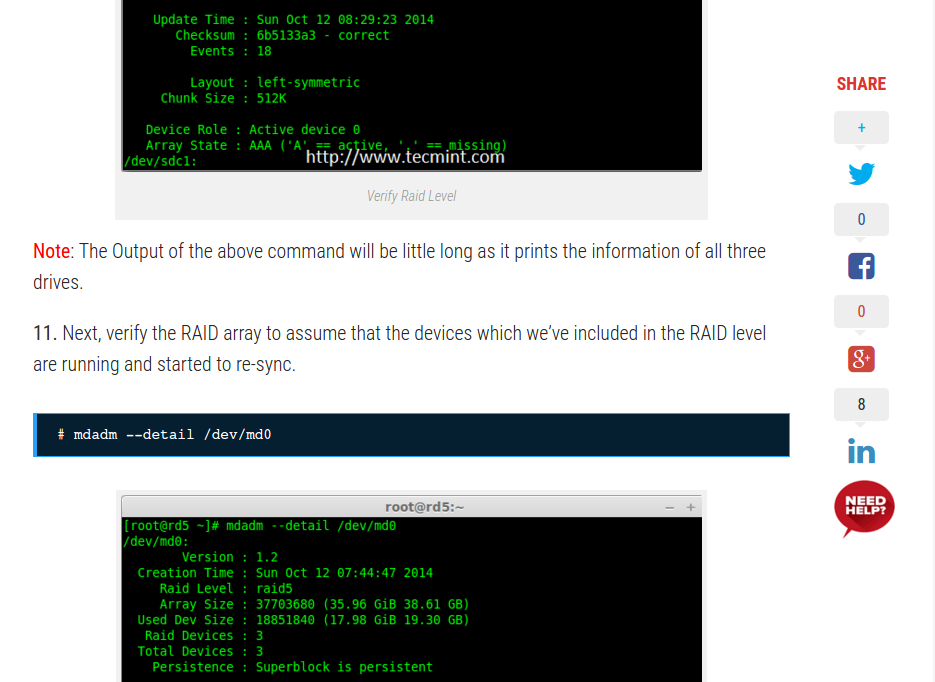 Update Time : Sun Oct 12 08:29:23 2014
Checksum : 6b5133a3 - correct
Events : 18
Layout : left-symmetric
Chunk Size : 512K
Device Role : Active device 0
Array State : AAA ('A' == active, '.' == missing)
/dev/sdc1:
http://www.tecmint.com
Verify Raid Level
Note: The Output of the above command will be little long as it prints the information of all three
drives.
11. Next, verify the RAID array to assume that the devices which we’ve included in the RAID level
are running and started to re-sync.
# mdadm --detail /dev/md0
root@rd5:~
[root@rd5 ~]# mdadm --detail /dev/md0
/dev/md0:
Version : 1.2
Creation Time : Sun Oct 12 07:44:47 2014
Raid Level : raid5
Array Size : 37703680 (35.96 GiB 38.61 GB)
Used Dev Size : 18851840 (17.98 GiB 19.30 GB)
Raid Devices : 3
Total Devices : 3
Persistence : Superblock is persistent
SHARE
+
0
0
g+
8
in
NEED
HELP?